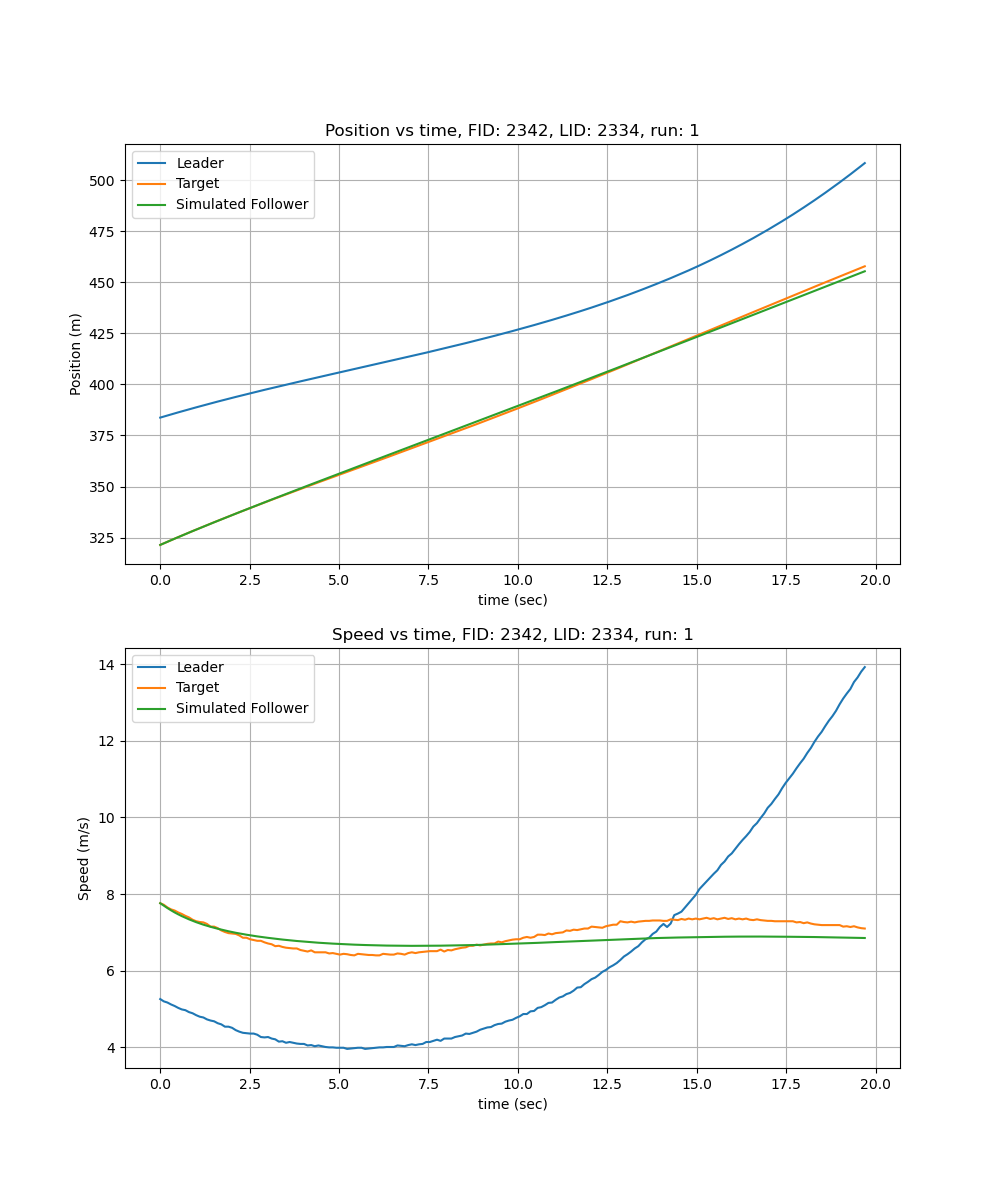 Position vs time, FID: 2342, LID: 2334, run: 1
Leader
Target
Simulated Follower
500
475
450
425
400
375
350
325
Position (m)
0.0 2.5 5.0 7.5 10.0 12.5 15.0 17.5 20.0
time (sec)
Speed vs time, FID: 2342, LID: 2334, run: 1
Leader
Target
Simulated Follower
14
12
10
8
6
4
Speed (m/s)
0.0 2.5 5.0 7.5 10.0 12.5 15.0 17.5 20.0
time (sec)